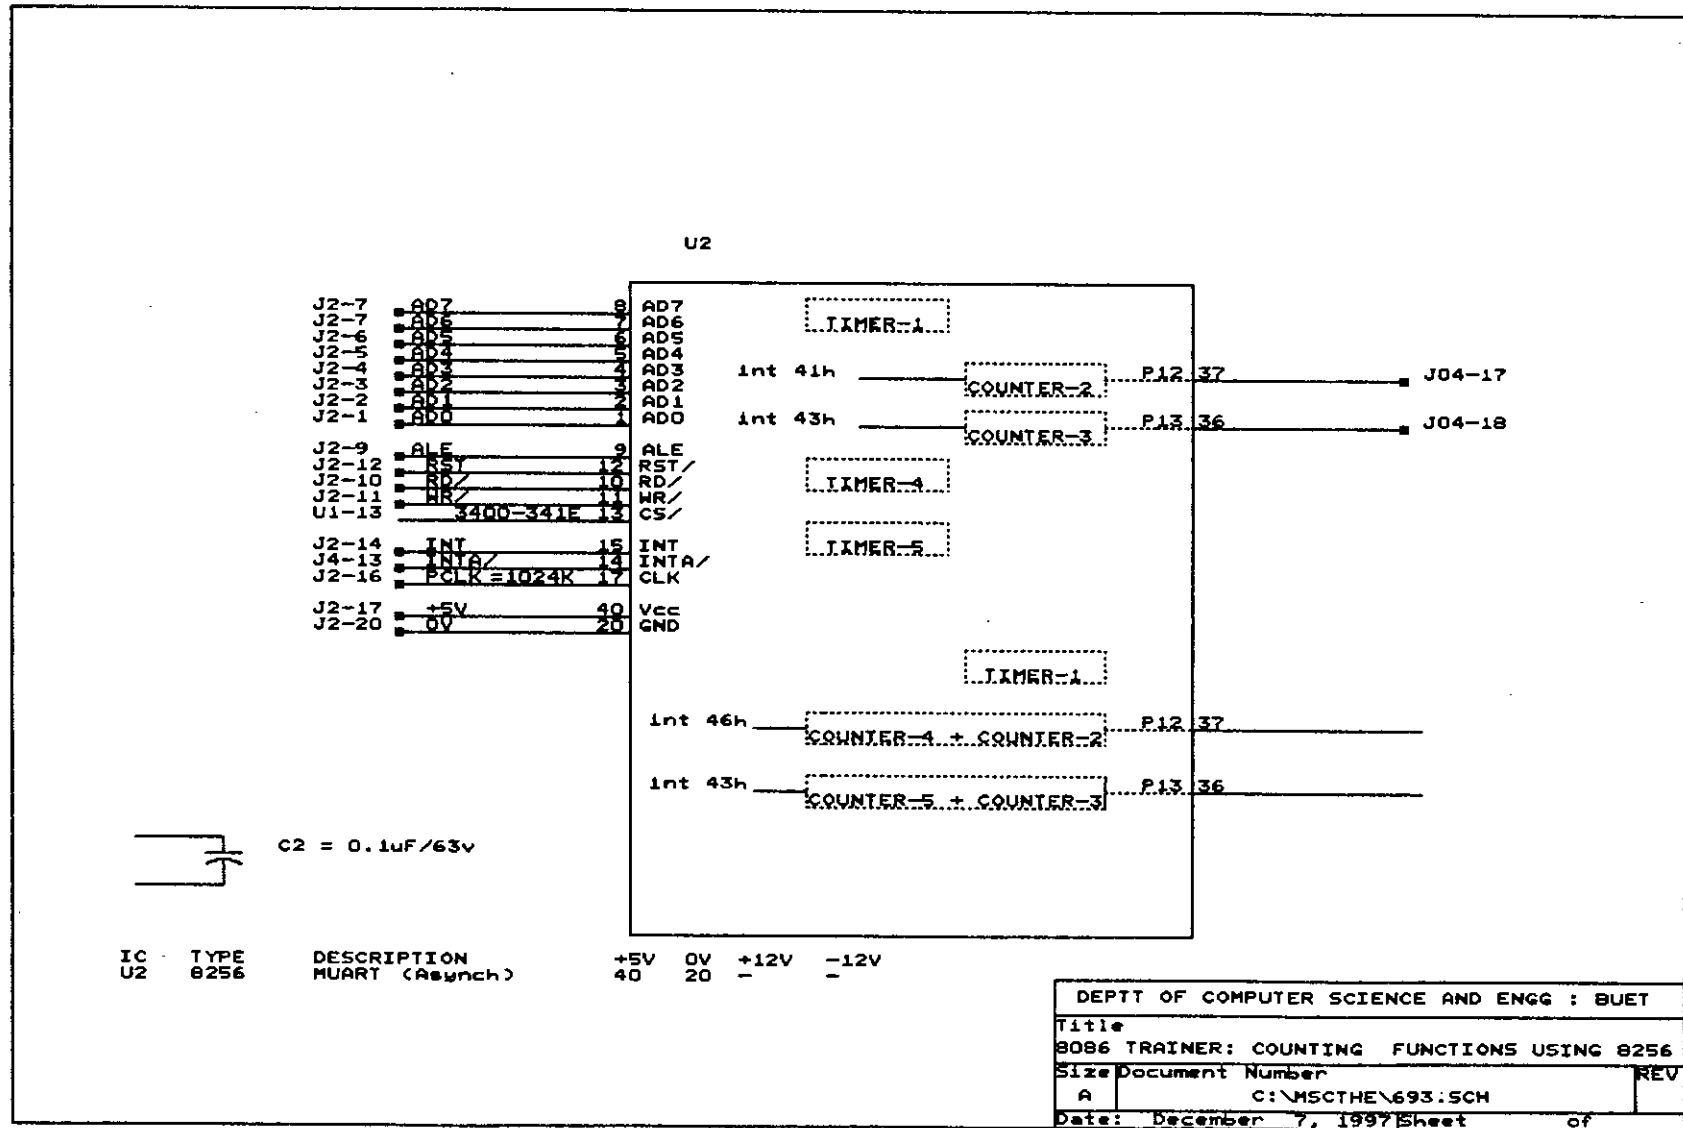 U2
J2-7 AD7 8 AD7
J2-7 AD6 7 AD6
J2-6 AD5 6 AD5
J2-5 AD4 5 AD4
J2-4 AD3 4 AD3
J2-3 AD2 3 AD2
J2-2 AD1 2 AD1
J2-1 AD0 1 AD0
J2-9 ALE 9 ALE
J2-12 RST 12 RST/
J2-10 RD/ 10 RD/
J2-11 WR/ 11 WR/
U1-13 3400-341E 13 CS/
J2-14 INT 15 INT
J4-13 INTA/ 14 INTA/
J2-16 PCLK =1024K 17 CLK
J2-17 +5V 40 Vcc
J2-20 0V 20 GND
TIMER-1
int 41h COUNTER-2 P12 37 J04-17
int 43h COUNTER-3 P13 36 J04-18
TIMER-4
TIMER-5
TIMER-1
int 46h COUNTER-4 + COUNTER-2 P12 37
int 43h COUNTER-5 + COUNTER-3 P13 36
C2 = 0.1uF/63v
IC TYPE DESCRIPTION +5V 0V +12V -12V
U2 8256 MUART (Asynch) 40 20 - -
DEPTT OF COMPUTER SCIENCE AND ENGG : BUET
Title
8086 TRAINER: COUNTING FUNCTIONS USING 8256
Size Document Number REV
A C:\MSCTHE\693.SCH
Date: December 7, 1997 Sheet of